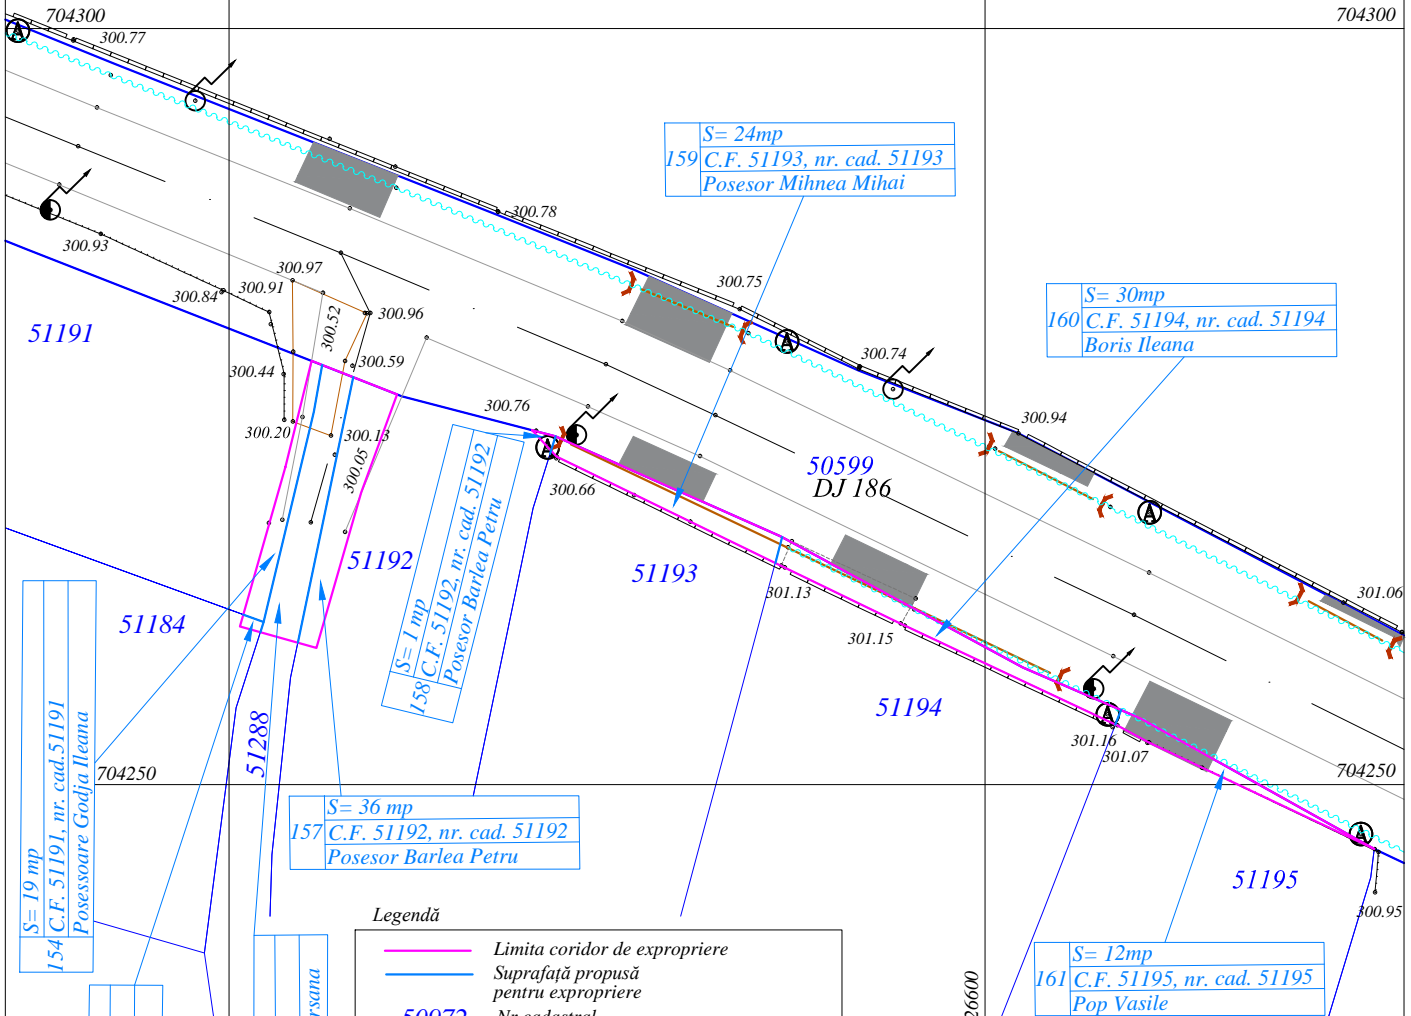 704300
704300
300.77
S= 24mp
159
C.F. 51193, nr. cad. 51193
Posesor Mihnea Mihai
300.78
300.93
300.97
300.75
300.84
300.91
300.52
300.96
S= 30mp
160
C.F. 51194, nr. cad. 51194
Boris Ileana
51191
300.59
300.74
300.44
300.76
300.94
300.20
300.13
300.05
A
A
A
A
A
A
50599
DJ 186
300.66
51192
51193
301.13
301.06
51184
301.15
S= 1 mp
158
C.F. 51192, nr. cad. 51192
Posesor Barlea Petru
51194
51288
301.16
301.07
704250
704250
S= 19 mp
154
C.F. 51191, nr. cad.51191
Posessoare Godja Ileana
S= 36 mp
157
C.F. 51192, nr. cad. 51192
Posesor Barlea Petru
51195
300.95
Legendă
Limita coridor de expropriere
Suprafață propusă
pentru expropriere
S= 12mp
161
C.F. 51195, nr. cad. 51195
Pop Vasile
26600
rsana
50972
Nr cadastral